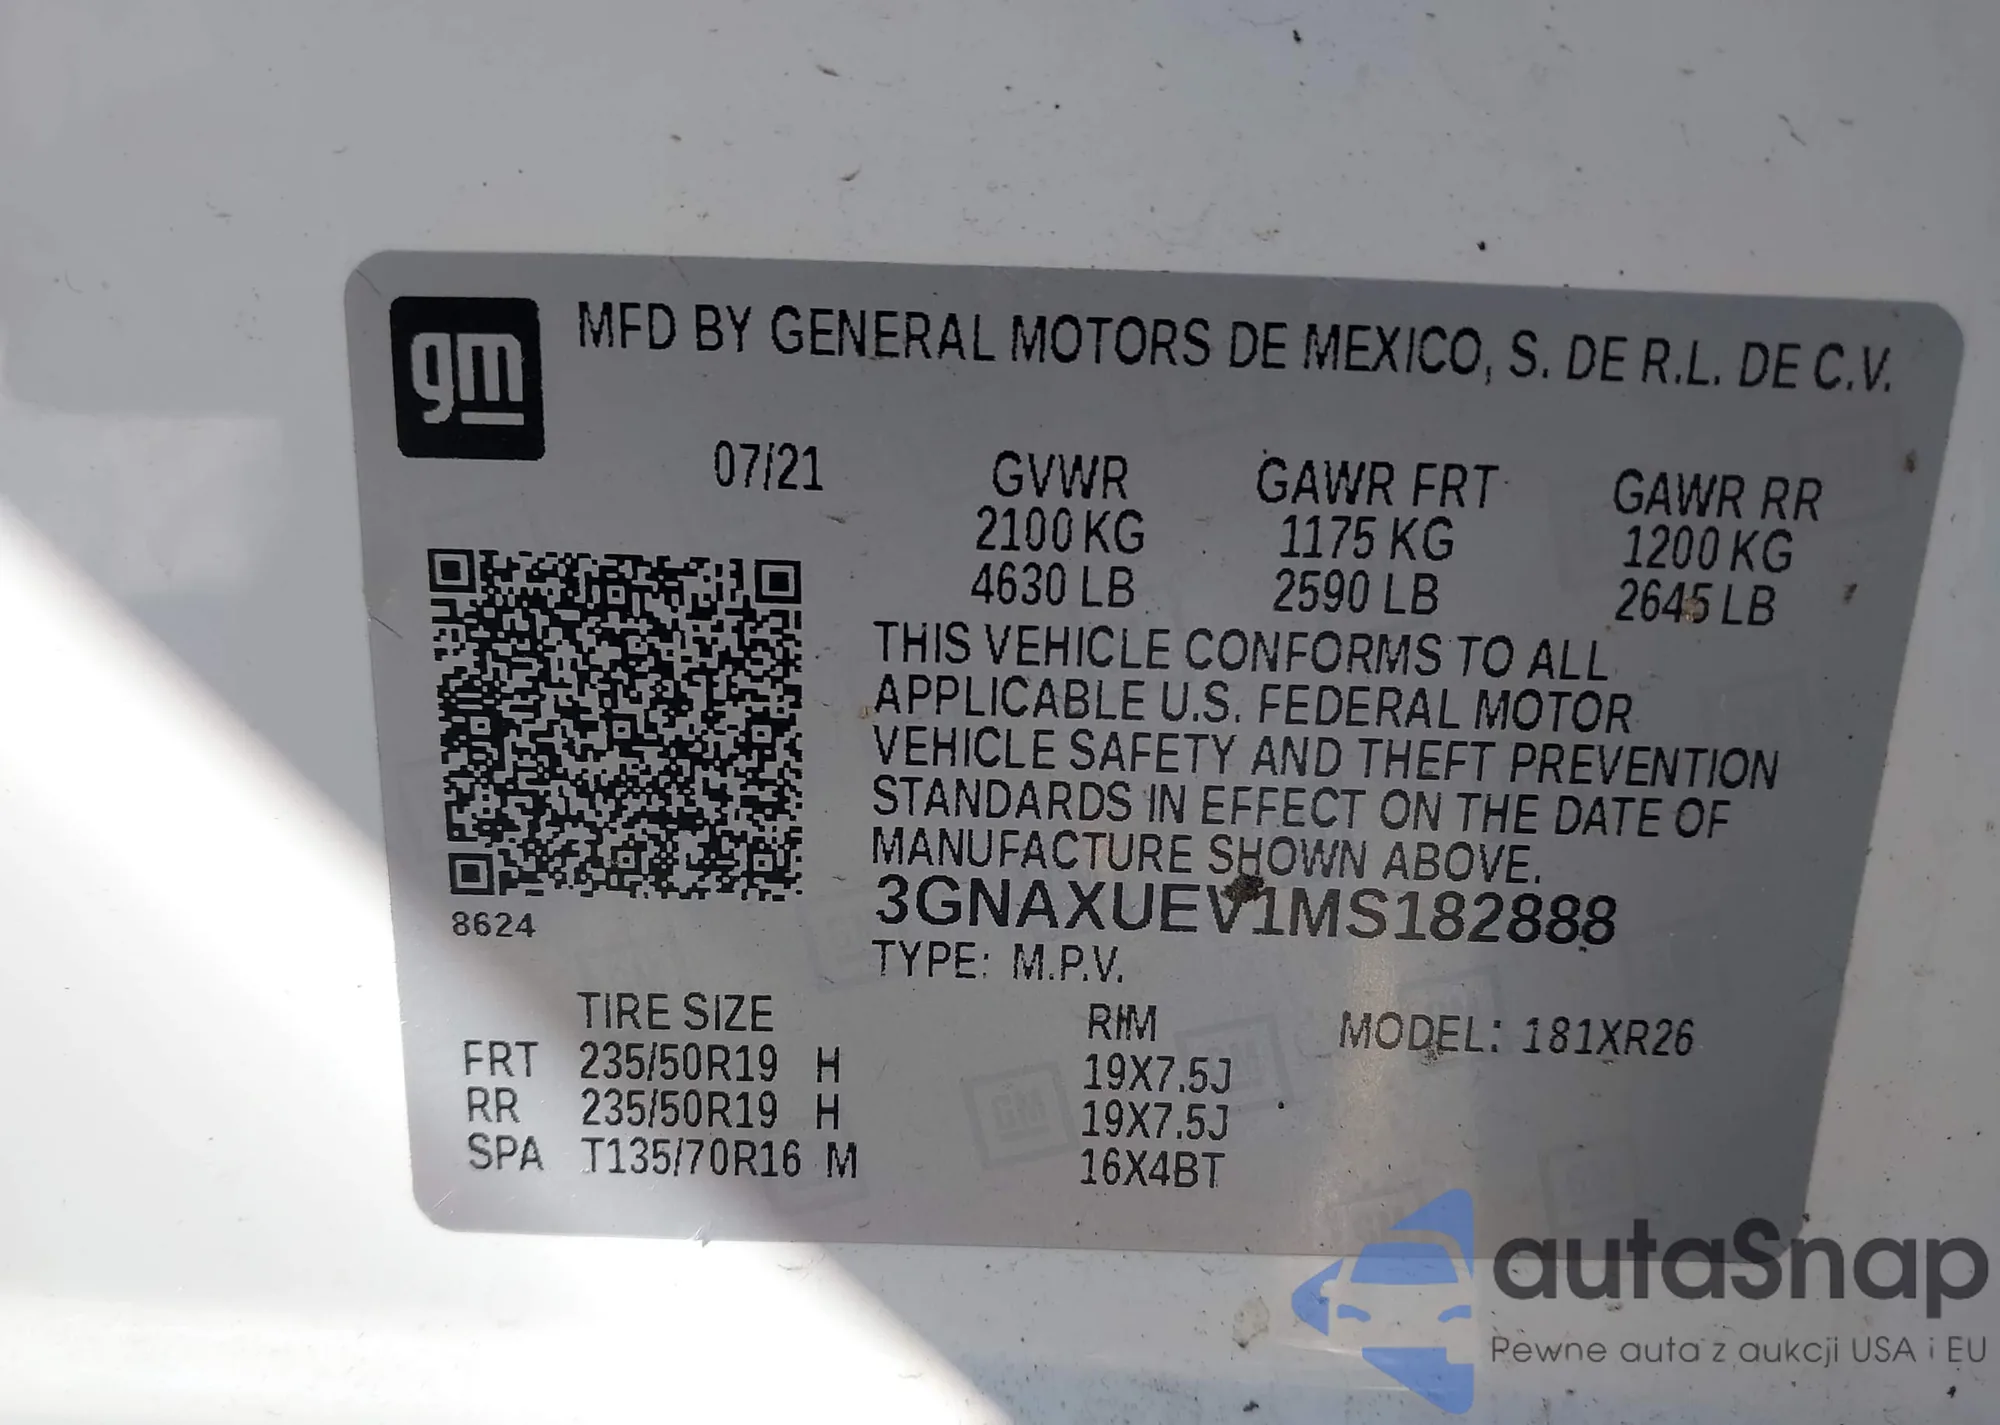 gm
MFD BY GENERAL MOTORS DE MEXICO, S. DE R.L. DE C.V.
07/21 GVWR GAWR FRT GAWR RR
2100 KG 1175 KG 1200 KG
4630 LB 2590 LB 2645 LB
THIS VEHICLE CONFORMS TO ALL
APPLICABLE U.S. FEDERAL MOTOR
VEHICLE SAFETY AND THEFT PREVENTION
STANDARDS IN EFFECT ON THE DATE OF
MANUFACTURE SHOWN ABOVE.
3GNAXUEV1MS182888
8624
TYPE: M.P.V.
TIRE SIZE RIM MODEL: 181XR26
FRT 235/50R19 H 19X7.5J
RR 235/50R19 H 19X7.5J
SPA T135/70R16 M 16X4BT
autaSnap
Pewne auta z aukcji USA i EU